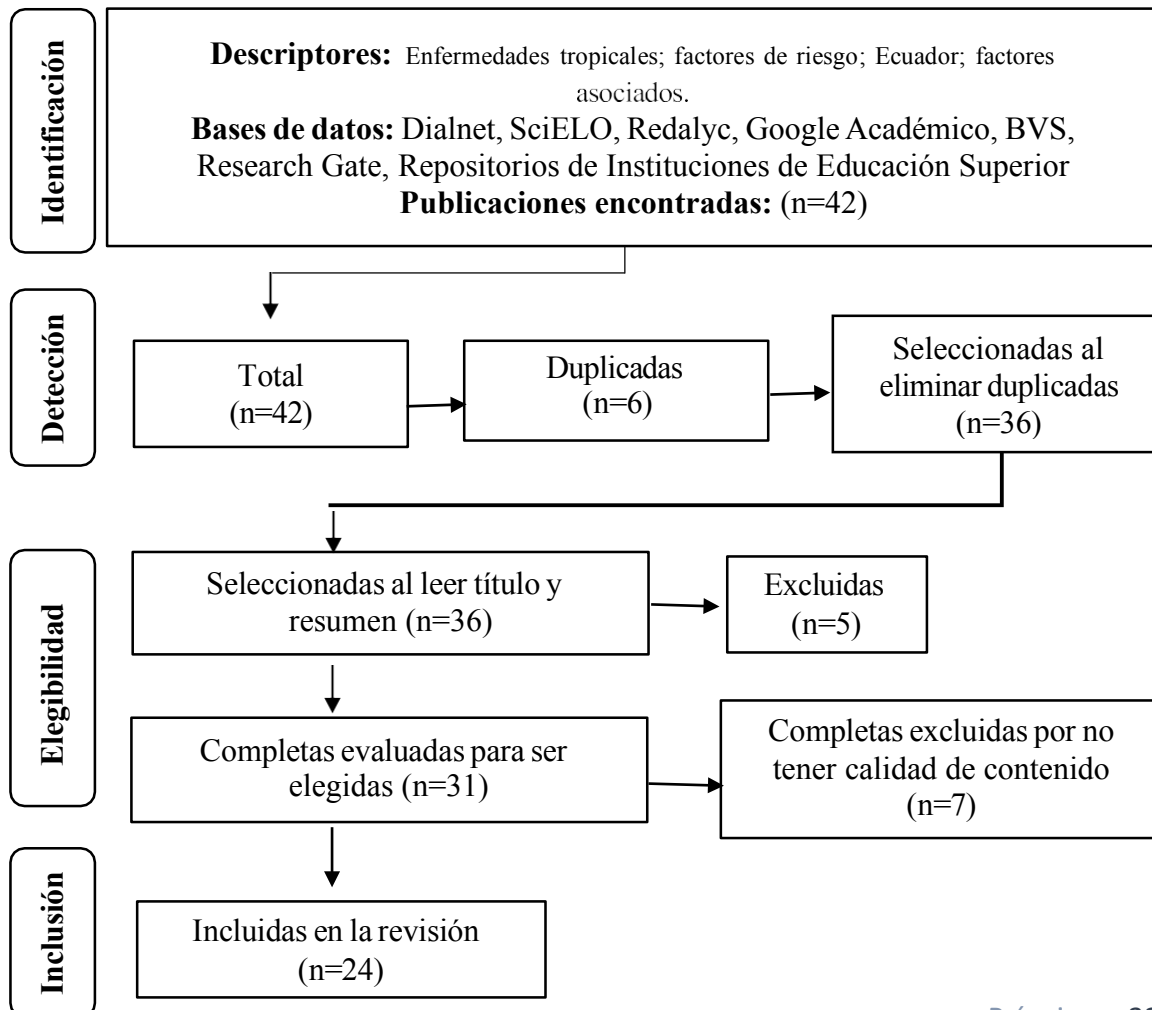 Identificación
Descriptores: Enfermedades tropicales; factores de riesgo; Ecuador; factores
asociados.
Bases de datos: Dialnet, SciELO, Redalyc, Google Académico, BVS,
Research Gate, Repositorios de Instituciones de Educación Superior
Publicaciones encontradas: (n=42)
Detección
Total
(n=42)
Duplicadas
(n=6)
Seleccionadas al
eliminar duplicadas
(n=36)
Elegibilidad
Seleccionadas al leer título y
resumen (n=36)
Excluidas
(n=5)
Completas evaluadas para ser
elegidas (n=31)
Completas excluidas por no
tener calidad de contenido
(n=7)
Inclusión
Incluidas en la revisión
(n=24)